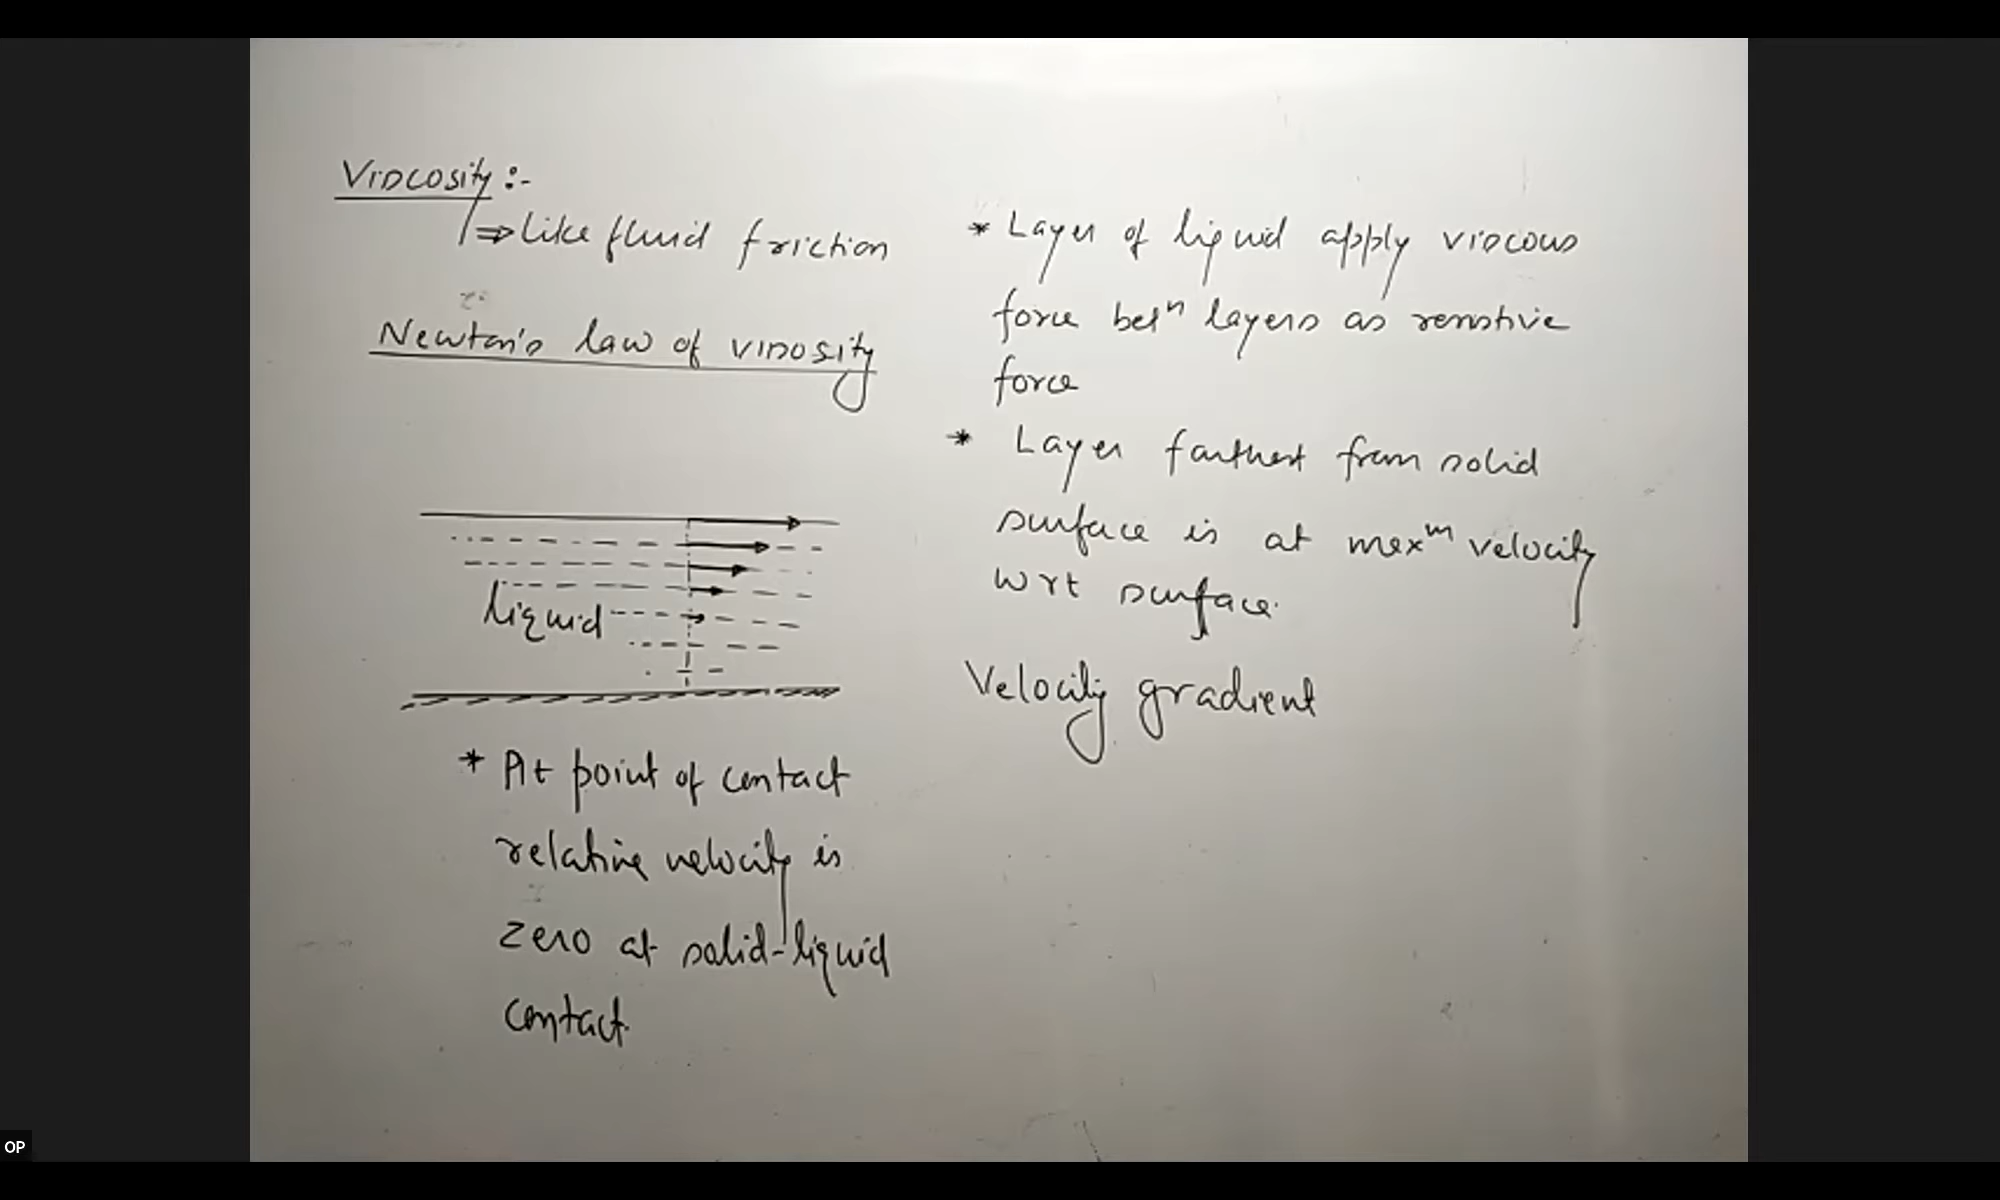 Viscosity :-
⇒ like fluid friction
Newton's law of visosity
liquid
* At point of contact
relative velocity is
zero at solid-liquid
contact.
* Layer of liquid apply viscous
force betⁿ layers as resistive
force
* Layer farthest from solid
surface is at maxᵐ velocity
wrt surface.
Velocity gradient
OP